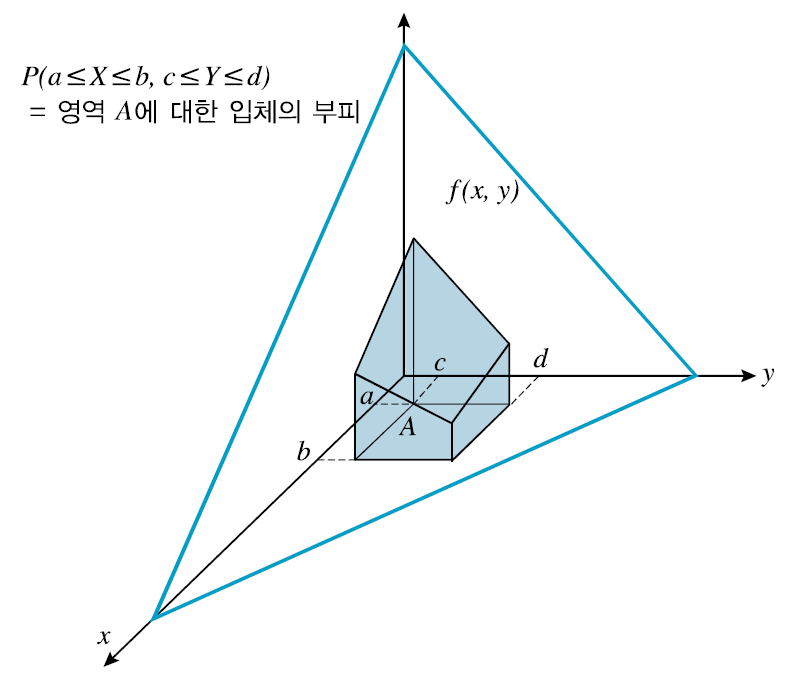 P(a≤X≤b, c≤Y≤d)
= 영역 A에 대한 입체의 부피
f(x, y)
c
d
y
a
A
b
x